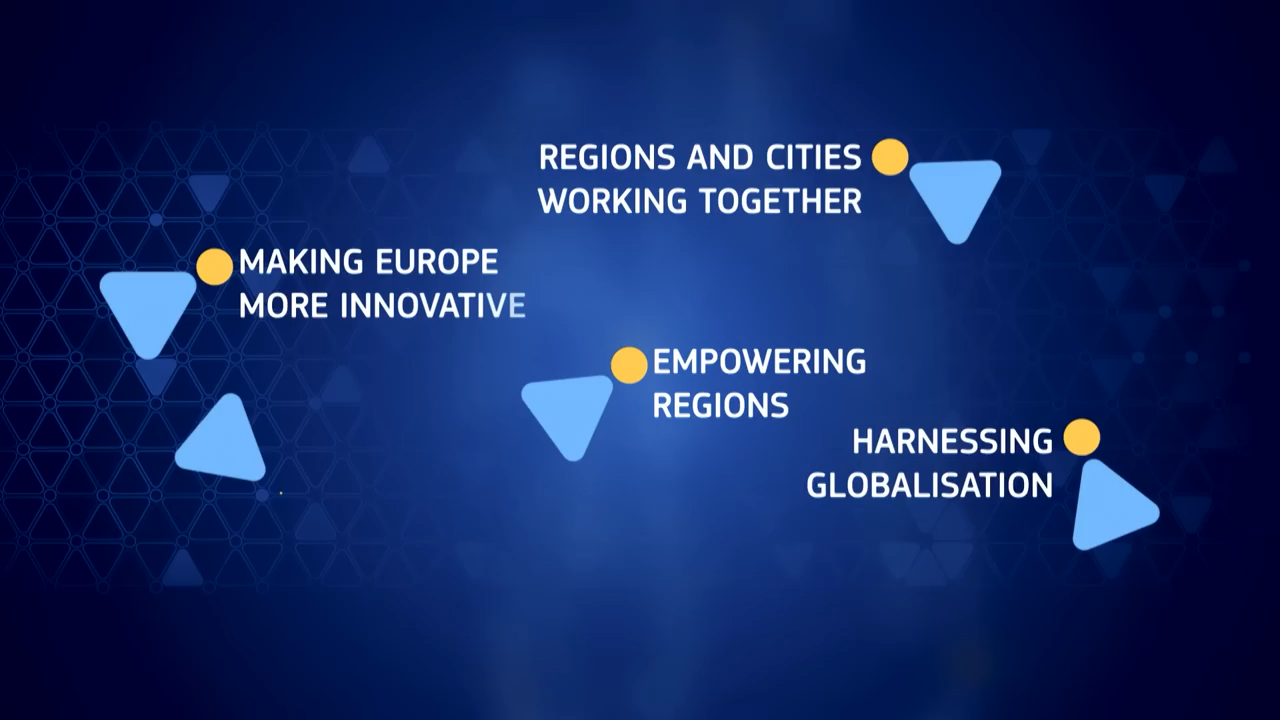 REGIONS AND CITIES
WORKING TOGETHER
MAKING EUROPE
MORE INNOVATIVE
EMPOWERING
REGIONS
HARNESSING
GLOBALISATION